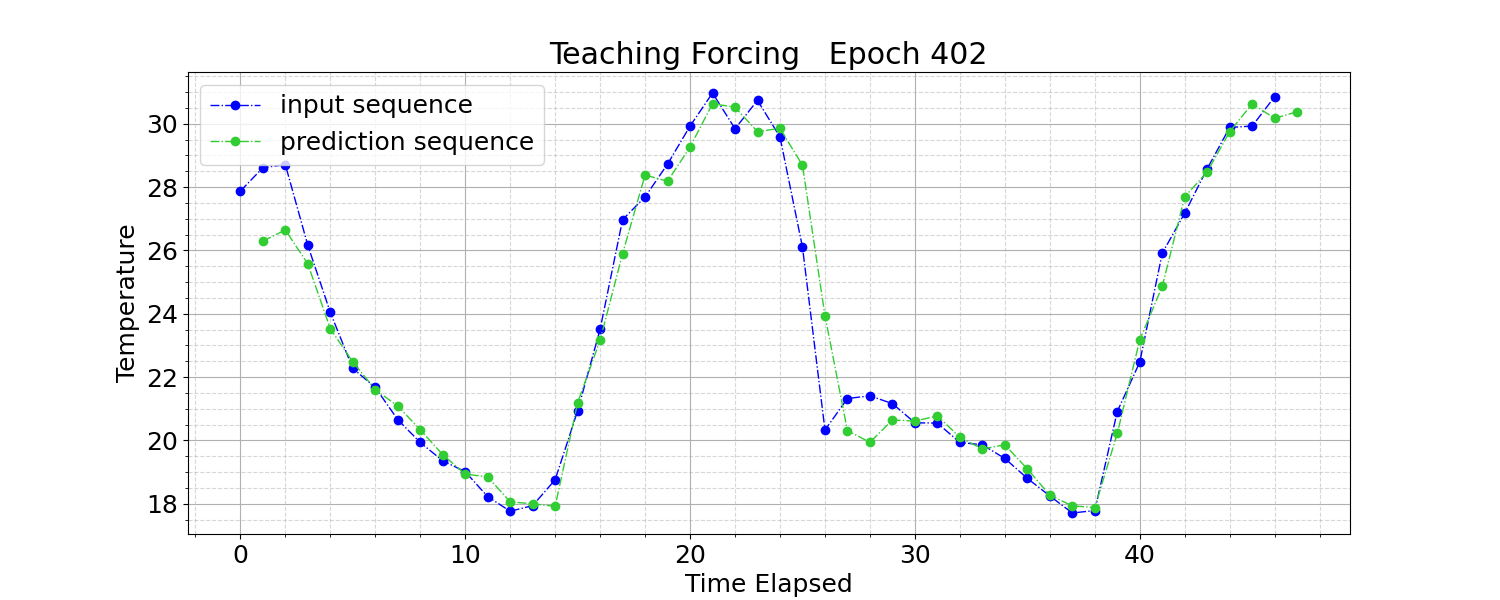 Teaching Forcing   Epoch 402
input sequence
prediction sequence
30
28
26
24
22
20
18
Temperature
0 10 20 30 40
Time Elapsed